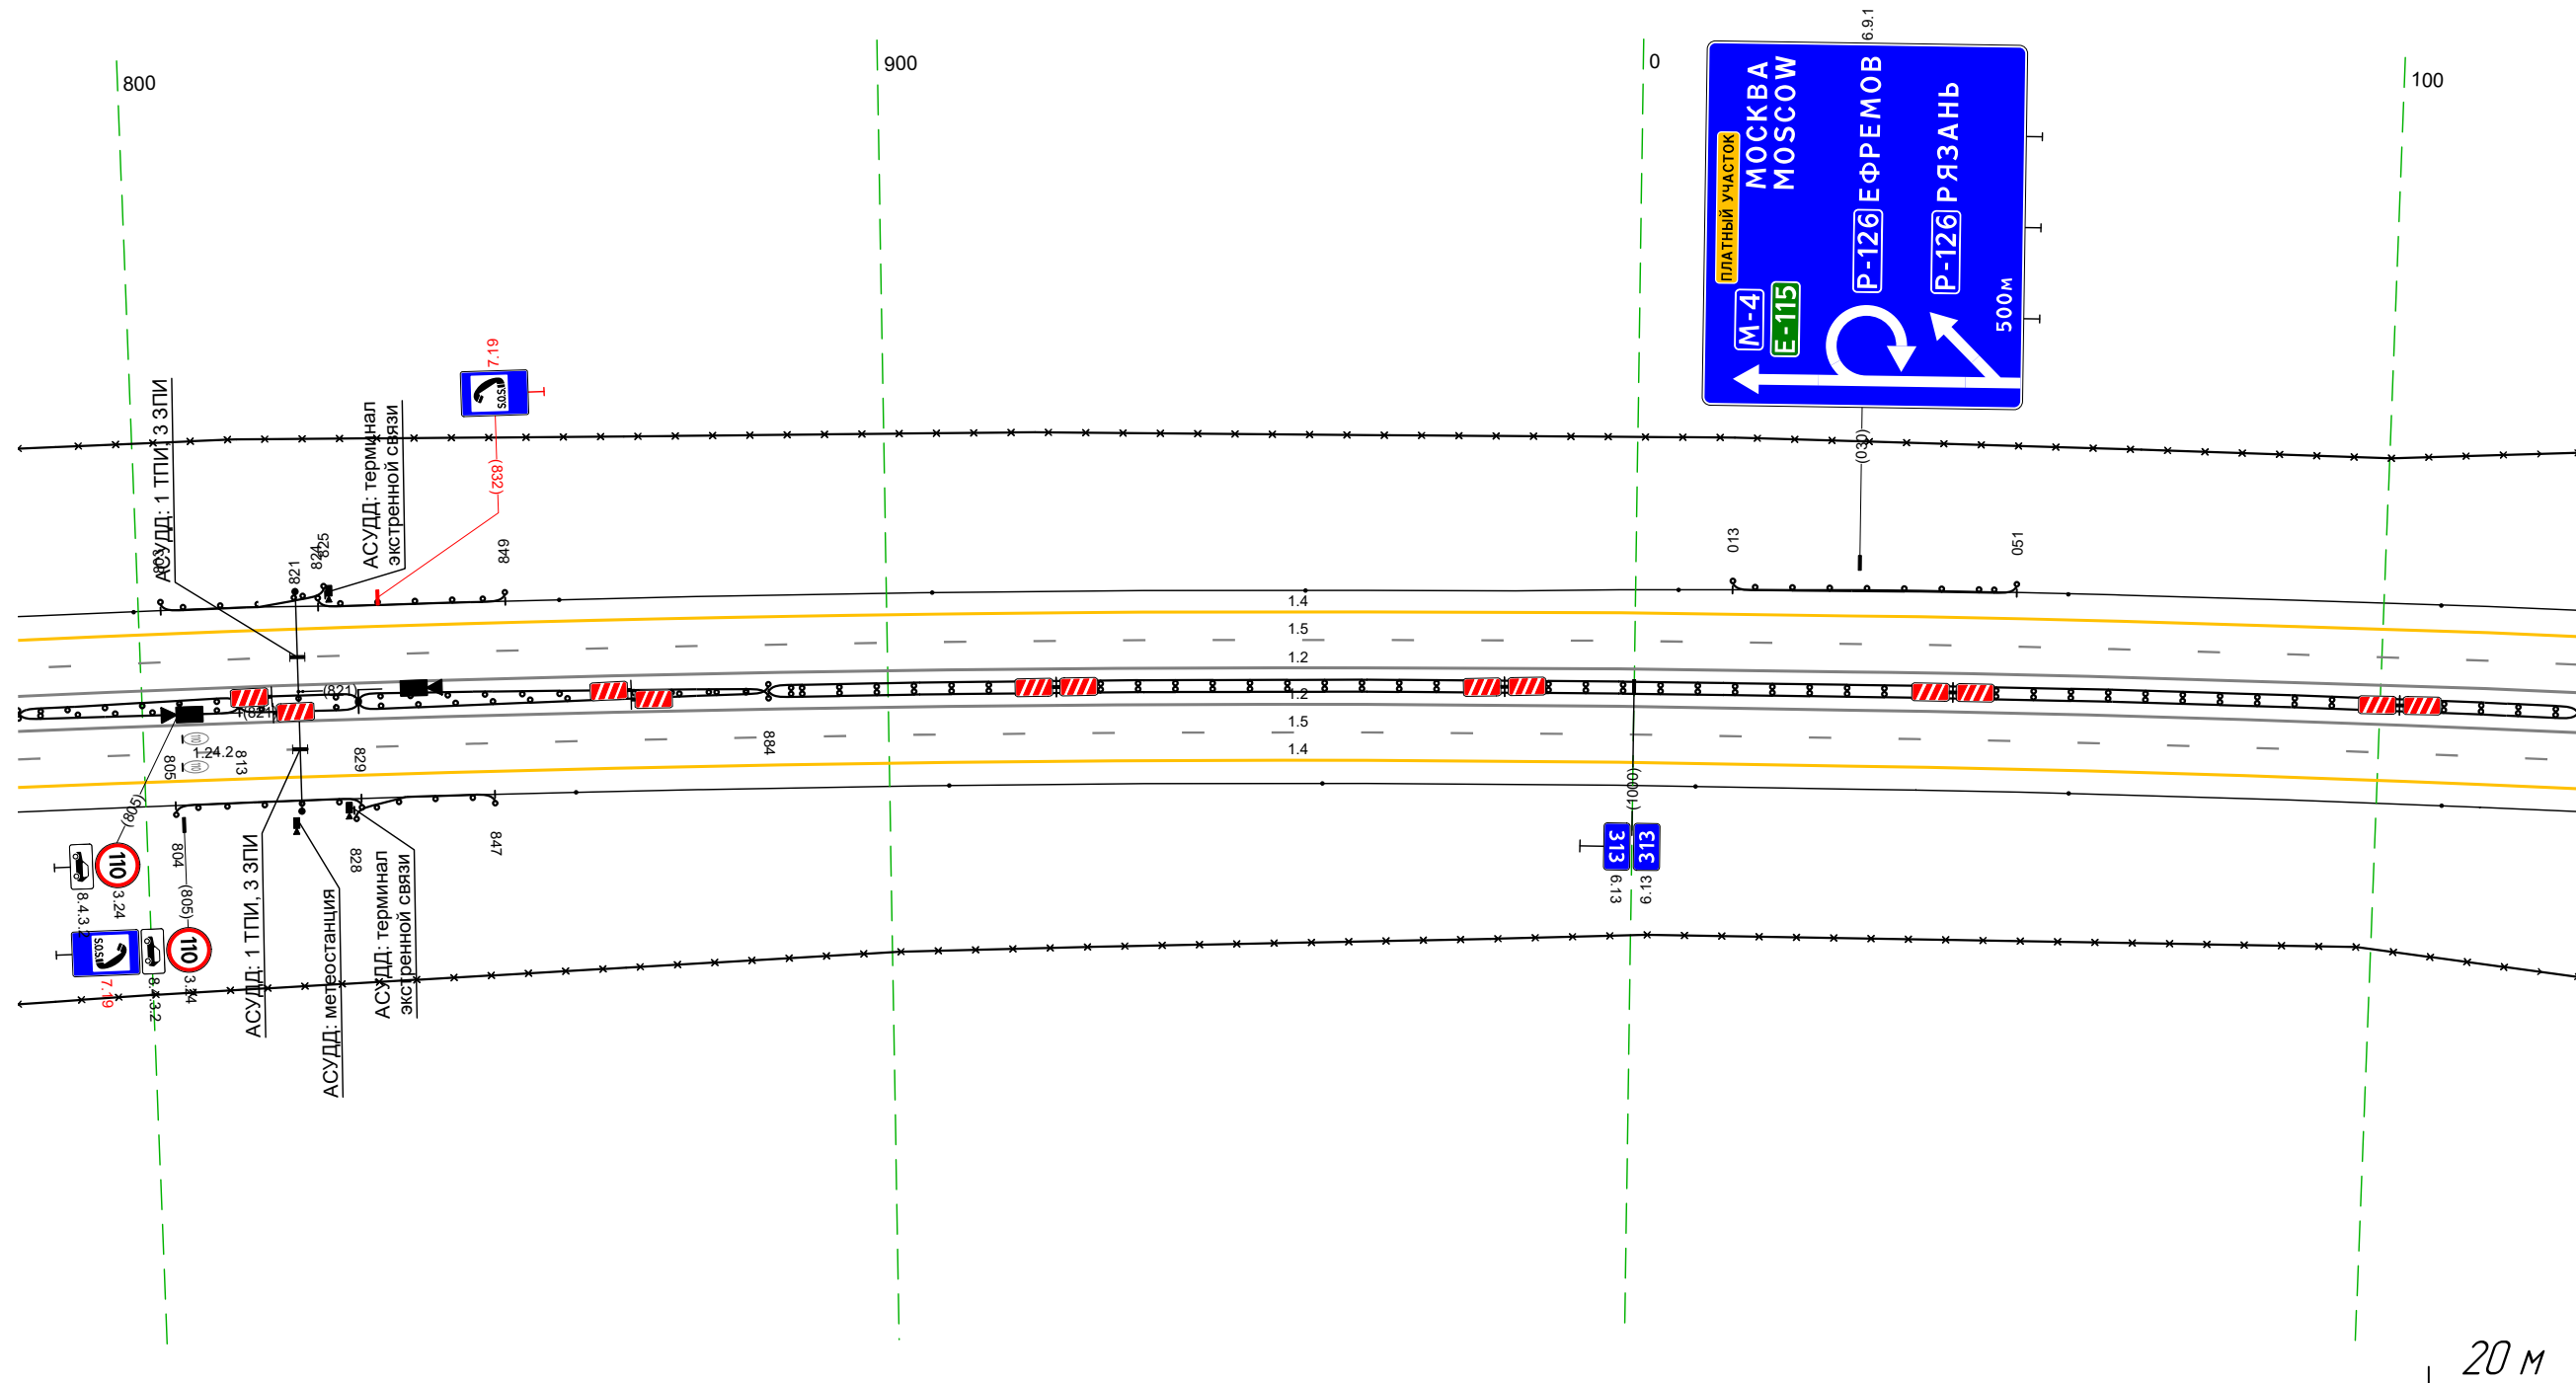 800
900
0
100
6.9.1
ПЛАТНЫЙ УЧАСТОК
М-4
МОСКВА
E-115
MOSCOW
Р-126 ЕФРЕМОВ
Р-126 РЯЗАНЬ
500м
(030)
013
051
7.19
S.O.S!
(832)
АСУДД: 1 ТПИ, 3 ЗПИ
АСУДД: терминал
экстренной связи
803
821
824
825
849
1.4
1.5
1.2
1.2
1.5
1.4
(821)
(821)
1.24.2
805
813
829
884
(805)
804
828
847
(805)
110
3.24
8.4.3.2
S.O.S!
7.19
110
3.24
8.4.3.2
АСУДД: 1 ТПИ, 3 ЗПИ
АСУДД: метеостанция
АСУДД: терминал
экстренной связи
(1000)
313
313
6.13
6.13
20 м